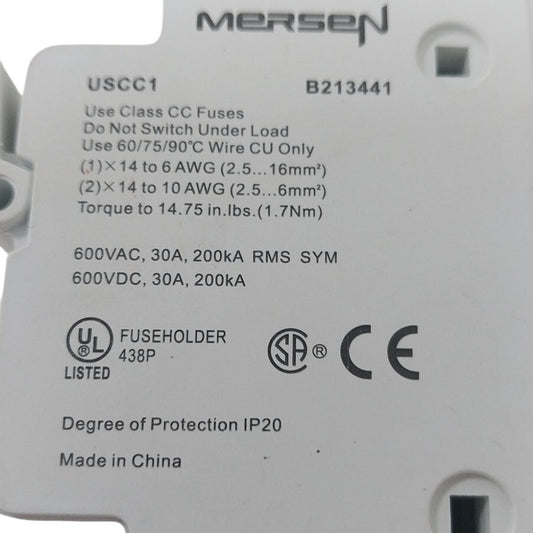 MERSEN
USCC1 B213441
Use Class CC Fuses
Do Not Switch Under Load
Use 60/75/90℃ Wire CU Only
(1)×14 to 6 AWG (2.5...16mm²)
(2)×14 to 10 AWG (2.5...6mm²)
Torque to 14.75 in.lbs.(1.7Nm)
600VAC, 30A, 200kA RMS SYM
600VDC, 30A, 200kA
UL ® FUSEHOLDER SA ® CE
438P
LISTED
Degree of Protection IP20
Made in China